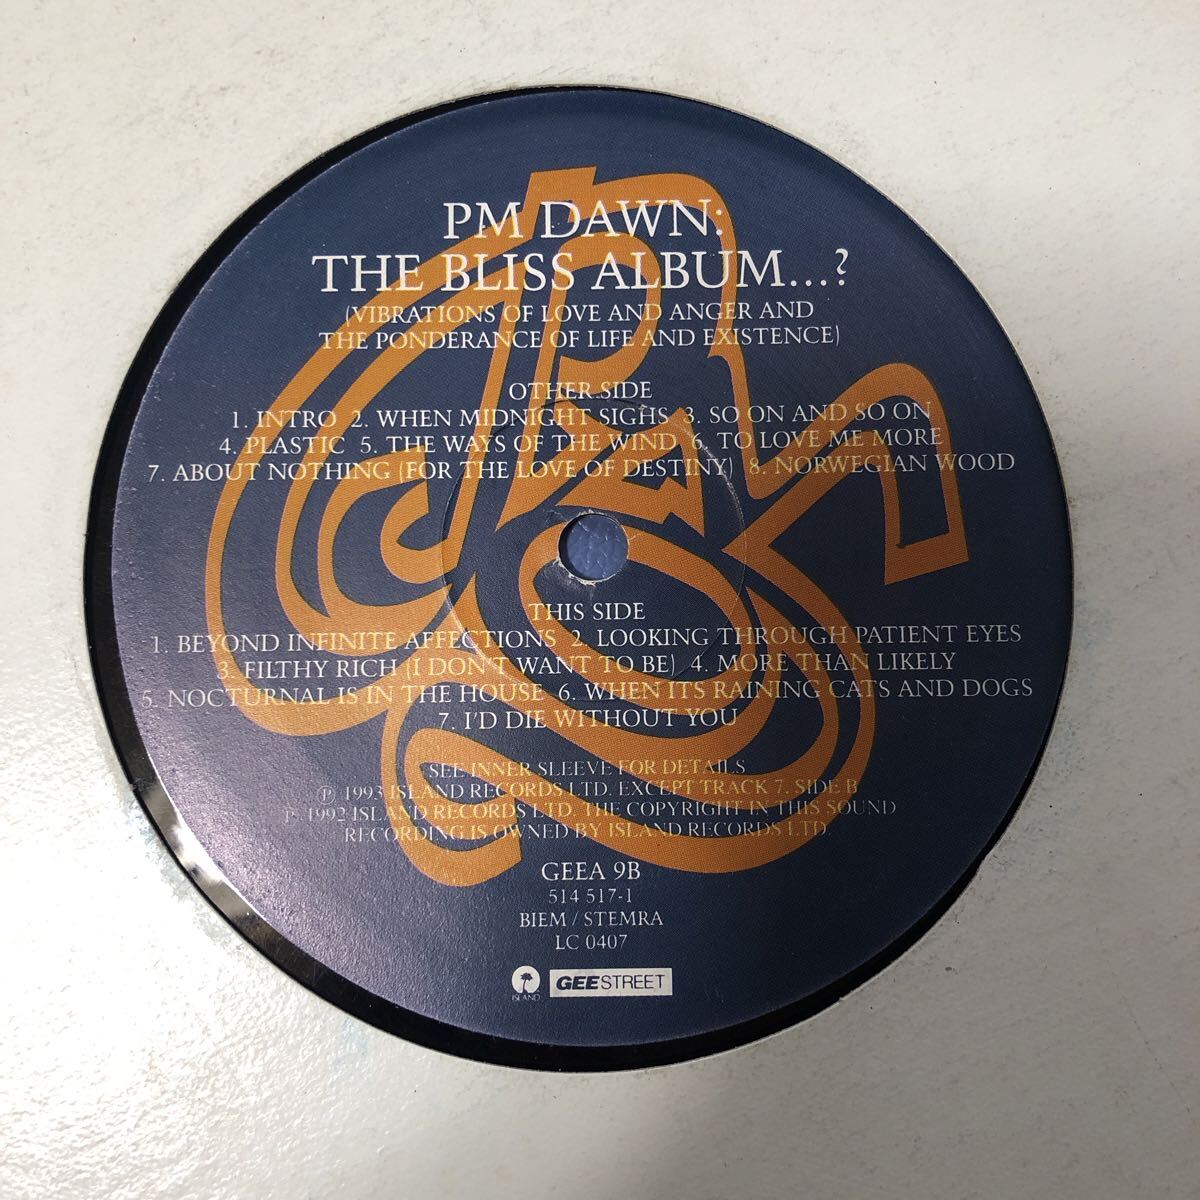 PM DAWN:
THE BLISS ALBUM...?
(VIBRATIONS OF LOVE AND ANGER AND
THE PONDERANCE OF LIFE AND EXISTENCE)
OTHER SIDE
1. INTRO 2. WHEN MIDNIGHT SIGHS 3. SO ON AND SO ON
4. PLASTIC 5. THE WAYS OF THE WIND 6. TO LOVE ME MORE
7. ABOUT NOTHING (FOR THE LOVE OF DESTINY) 8. NORWEGIAN WOOD
THIS SIDE
1. BEYOND INFINITE AFFECTIONS 2. LOOKING THROUGH PATIENT EYES
3. FILTHY RICH (I DON'T WANT TO BE) 4. MORE THAN LIKELY
5. NOCTURNAL IS IN THE HOUSE 6. WHEN IT'S RAINING CATS AND DOGS
7. I'D DIE WITHOUT YOU
SEE INNER SLEEVE FOR DETAILS
℗ 1993 ISLAND RECORDS LTD. EXCEPT TRACK 7. SIDE B
℗ 1992 ISLAND RECORDS LTD. THE COPYRIGHT IN THIS SOUND
RECORDING IS OWNED BY ISLAND RECORDS LTD.
GEEA 9B
514 517-1
BIEM / STEMRA
LC 0407
ISLAND GEESTREET